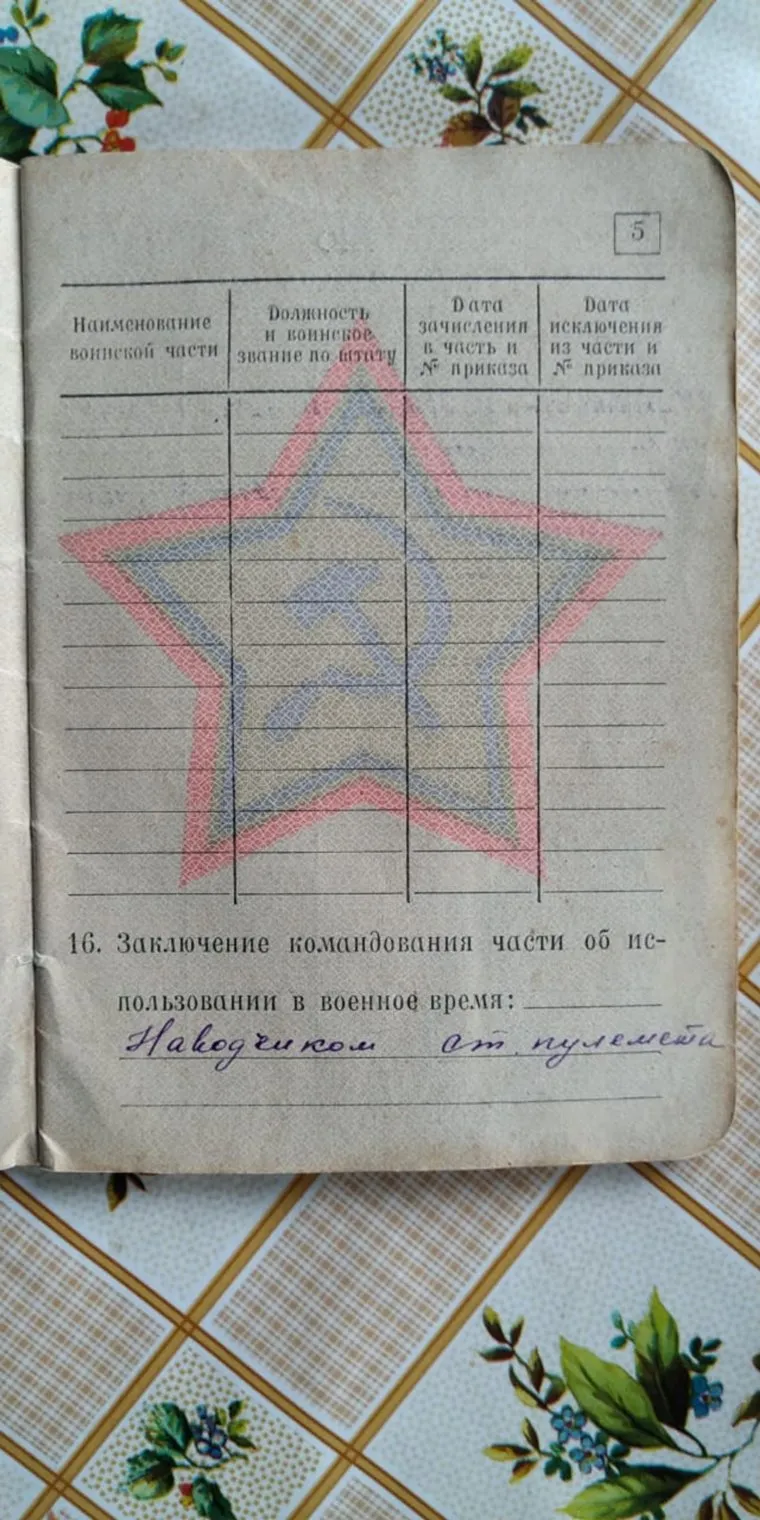 5
Наименование воинской части
Должность и воинское звание по штату
Дата зачисления в часть и № приказа
Дата исключения из части и № приказа
16. Заключение командования части об ис-
пользовании в военное время:
Наводчиком от пулемета